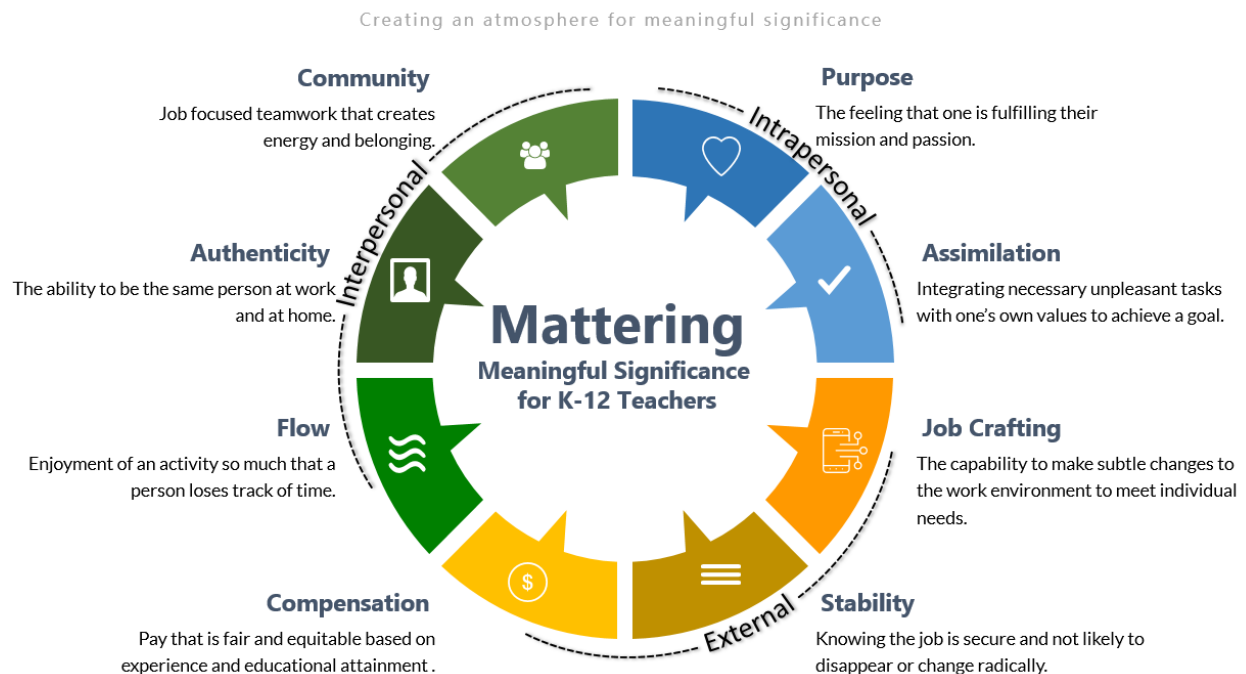 Creating an atmosphere for meaningful significance
Community
Job focused teamwork that creates
energy and belonging.
Purpose
The feeling that one is fulfilling their
mission and passion.
Interpersonal
Intrapersonal
Authenticity
The ability to be the same person at work
and at home.
Assimilation
Integrating necessary unpleasant tasks
with one's own values to achieve a goal.
Mattering
Meaningful Significance
for K-12 Teachers
Flow
Enjoyment of an activity so much that a
person loses track of time.
Job Crafting
The capability to make subtle changes to
the work environment to meet individual
needs.
$
Compensation
Pay that is fair and equitable based on
experience and educational attainment .
External
Stability
Knowing the job is secure and not likely to
disappear or change radically.